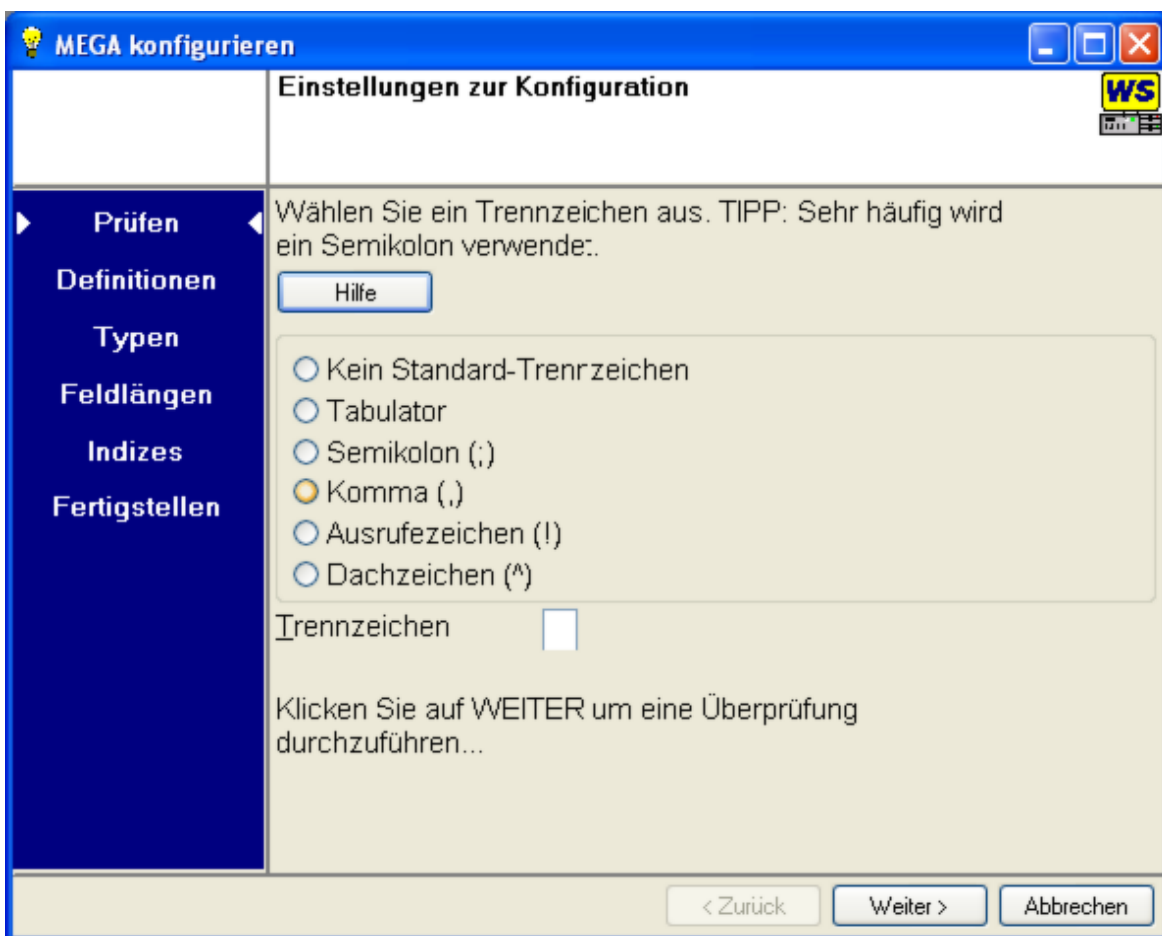 MEGA konfigurieren
Einstellungen zur Konfiguration
WS
Prüfen
Definitionen
Typen
Feldlängen
Indizes
Fertigstellen
Wählen Sie ein Trennzeichen aus. TIPP: Sehr häufig wird
ein Semikolon verwende:.
Hilfe
Kein Standard-Trenrzeichen
Tabulator
Semikolon (;)
Komma (,)
Ausrufezeichen (!)
Dachzeichen (^)
Trennzeichen
Klicken Sie auf WEITER um eine Überprüfung
durchzuführen...
< Zurück
Weiter >
Abbrechen